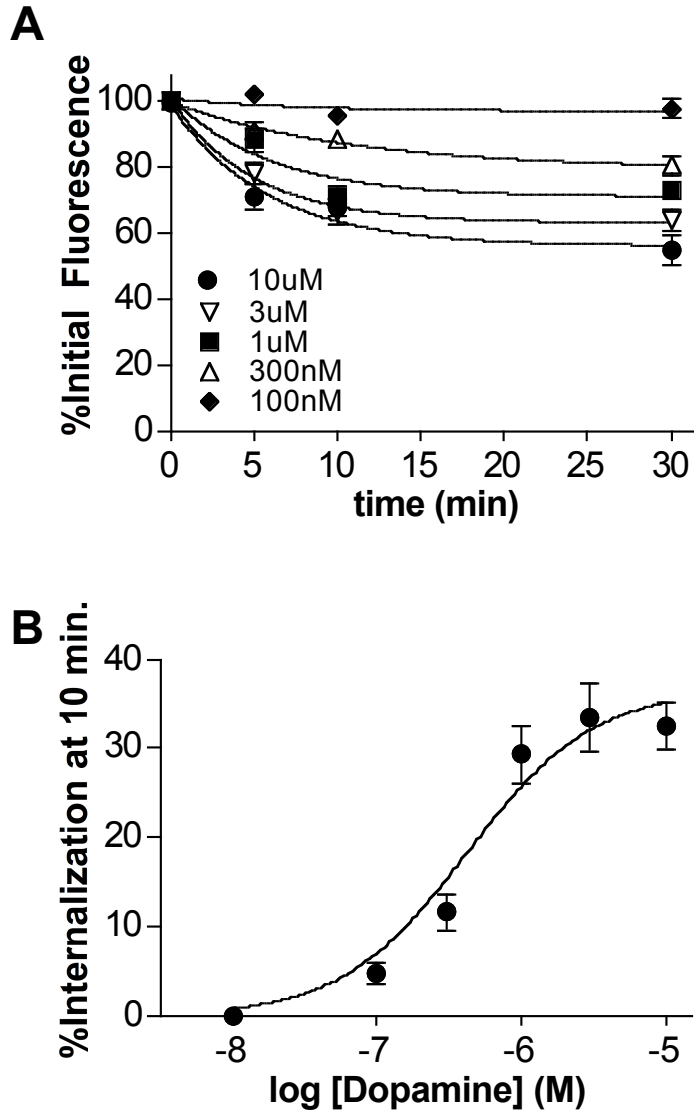 A
%Initial Fluorescence
100
80
60
40
20
0
10uM
3uM
1uM
300nM
100nM
0 5 10 15 20 25 30
time (min)
B
%Internalization at 10 min.
40
30
20
10
0
-8 -7 -6 -5
log [Dopamine] (M)